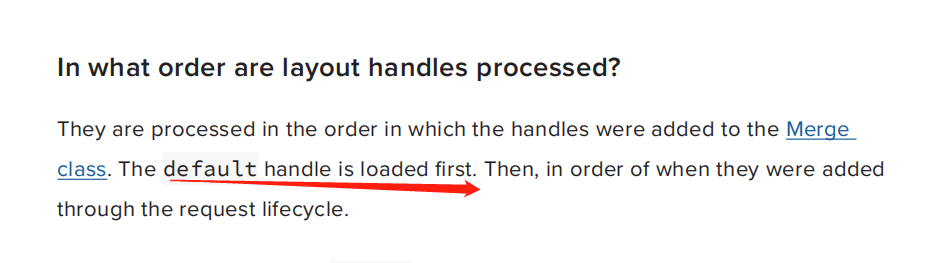 In what order are layout handles processed?
They are processed in the order in which the handles were added to the Merge
class. The default handle is loaded first. Then, in order of when they were added
through the request lifecycle.